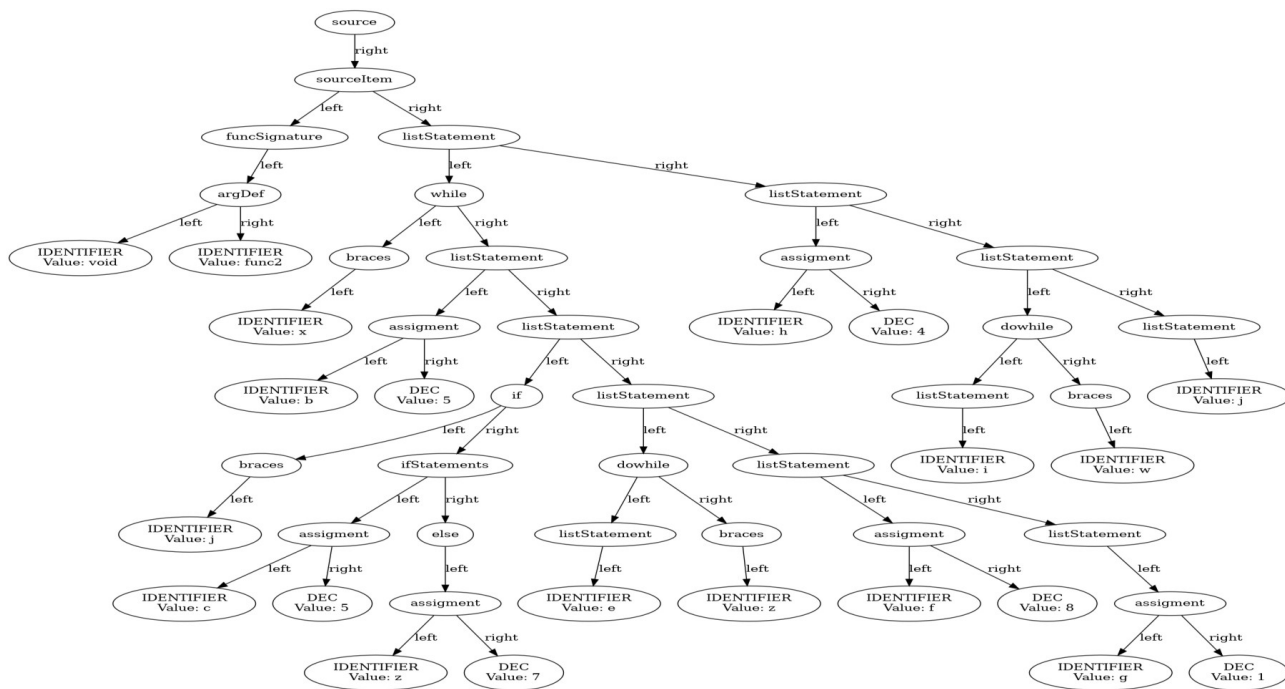 source
right
sourceItem
left right
funcSignature listStatement
left left right
argDef while listStatement
left right left right left right
IDENTIFIER IDENTIFIER braces listStatement assigment listStatement
Value: void Value: func2
left left right left right left right
IDENTIFIER assigment listStatement IDENTIFIER DEC dowhile listStatement
Value: x Value: h Value: 4
left right left right left right left
IDENTIFIER DEC if listStatement listStatement braces IDENTIFIER
Value: b Value: 5 Value: j
left right left right left left
braces ifStatements dowhile listStatement IDENTIFIER IDENTIFIER
Value: i Value: w
left left right left right left right
IDENTIFIER assigment else listStatement braces assigment listStatement
Value: j
left right left left left left right left
IDENTIFIER DEC assigment IDENTIFIER IDENTIFIER IDENTIFIER DEC assigment
Value: c Value: 5 Value: e Value: z Value: f Value: 8
left right left right
IDENTIFIER DEC IDENTIFIER DEC
Value: z Value: 7 Value: g Value: 1